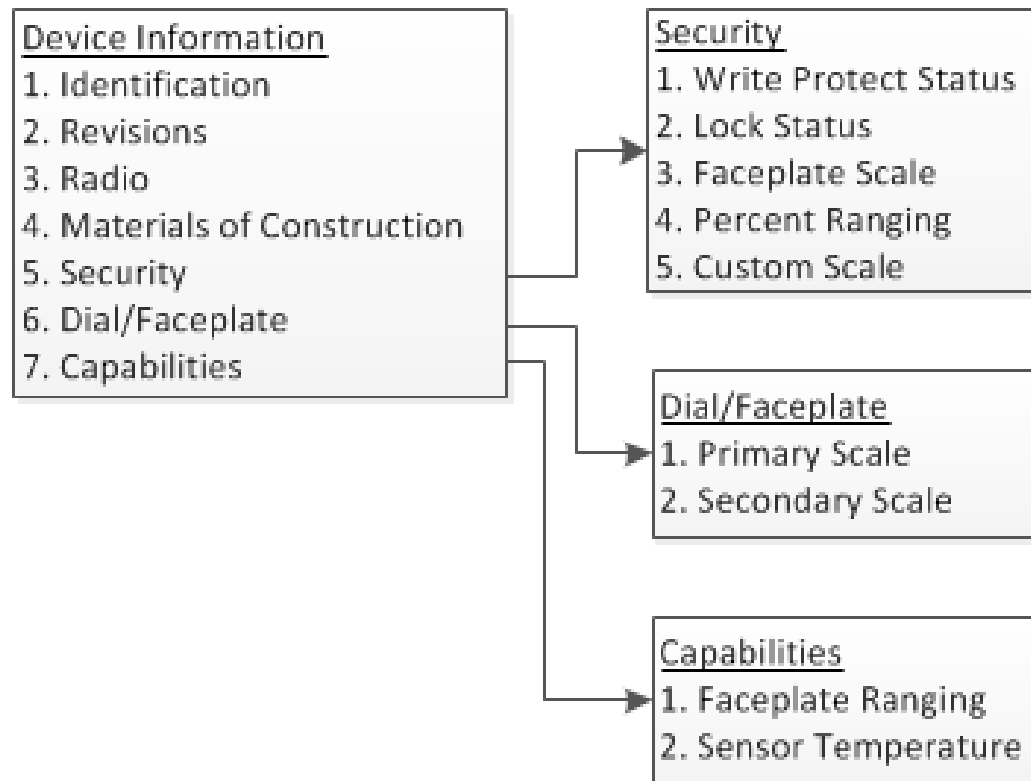 Device Information
1. Identification
2. Revisions
3. Radio
4. Materials of Construction
5. Security
6. Dial/Faceplate
7. Capabilities
Security
1. Write Protect Status
2. Lock Status
3. Faceplate Scale
4. Percent Ranging
5. Custom Scale
Dial/Faceplate
1. Primary Scale
2. Secondary Scale
Capabilities
1. Faceplate Ranging
2. Sensor Temperature